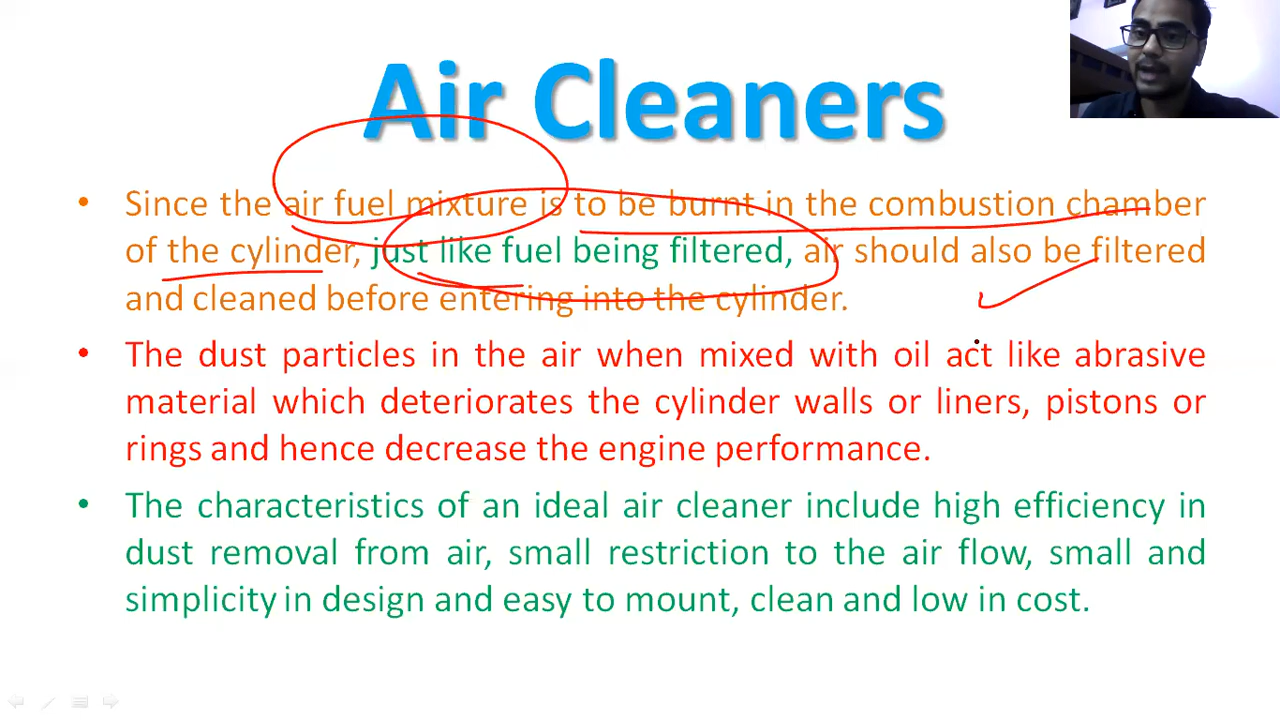 Air Cleaners
• Since the air fuel mixture is to be burnt in the combustion chamber
of the cylinder, just like fuel being filtered, air should also be filtered
and cleaned before entering into the cylinder.
• The dust particles in the air when mixed with oil act like abrasive
material which deteriorates the cylinder walls or liners, pistons or
rings and hence decrease the engine performance.
• The characteristics of an ideal air cleaner include high efficiency in
dust removal from air, small restriction to the air flow, small and
simplicity in design and easy to mount, clean and low in cost.